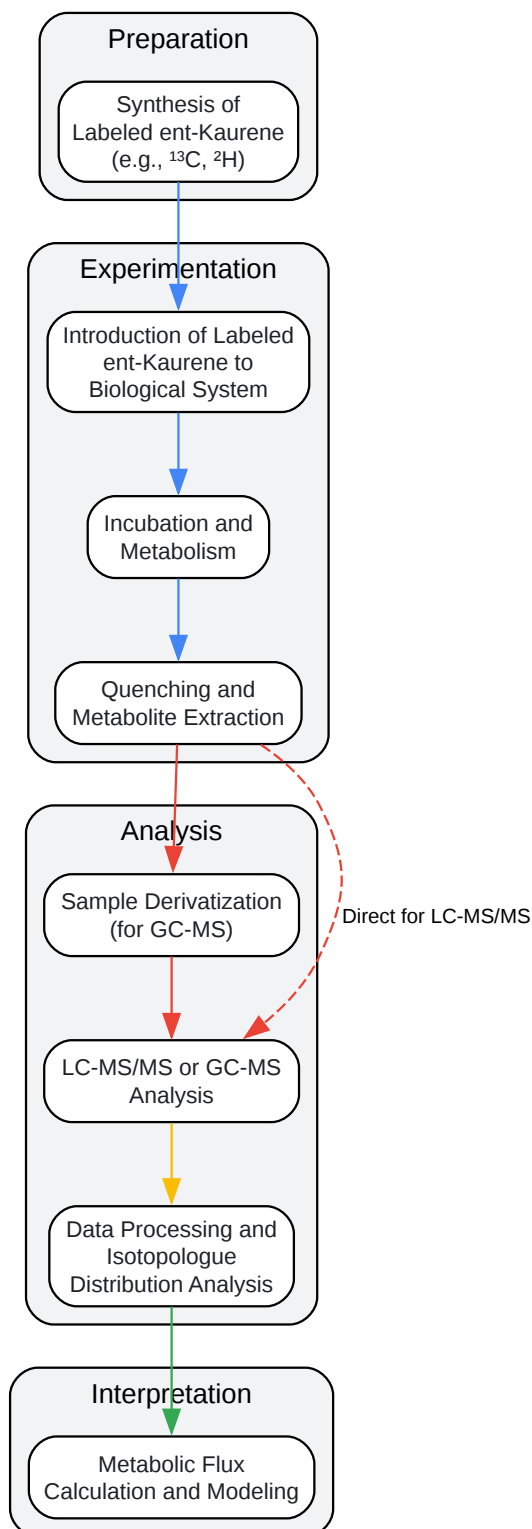 Preparation
Synthesis of
Labeled ent-Kaurene
(e.g., ¹³C, ²H)
Experimentation
Introduction of Labeled
ent-Kaurene to
Biological System
Incubation and
Metabolism
Quenching and
Metabolite Extraction
Analysis
Sample Derivatization
(for GC-MS)
Direct for LC-MS/MS
LC-MS/MS or GC-MS
Analysis
Data Processing and
Isotopologue
Distribution Analysis
Interpretation
Metabolic Flux
Calculation and Modeling